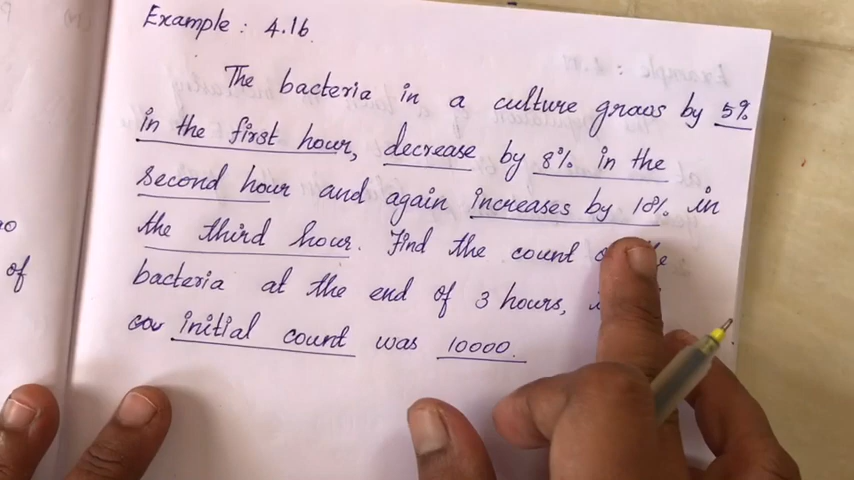 Example : 4.16
The bacteria in a culture grows by 5%
in the first hour, decrease by 8% in the
second hour and again increases by 10% in
the third hour. Find the count
bacteria at the end of 3 hours,
initial count was 10000.
of